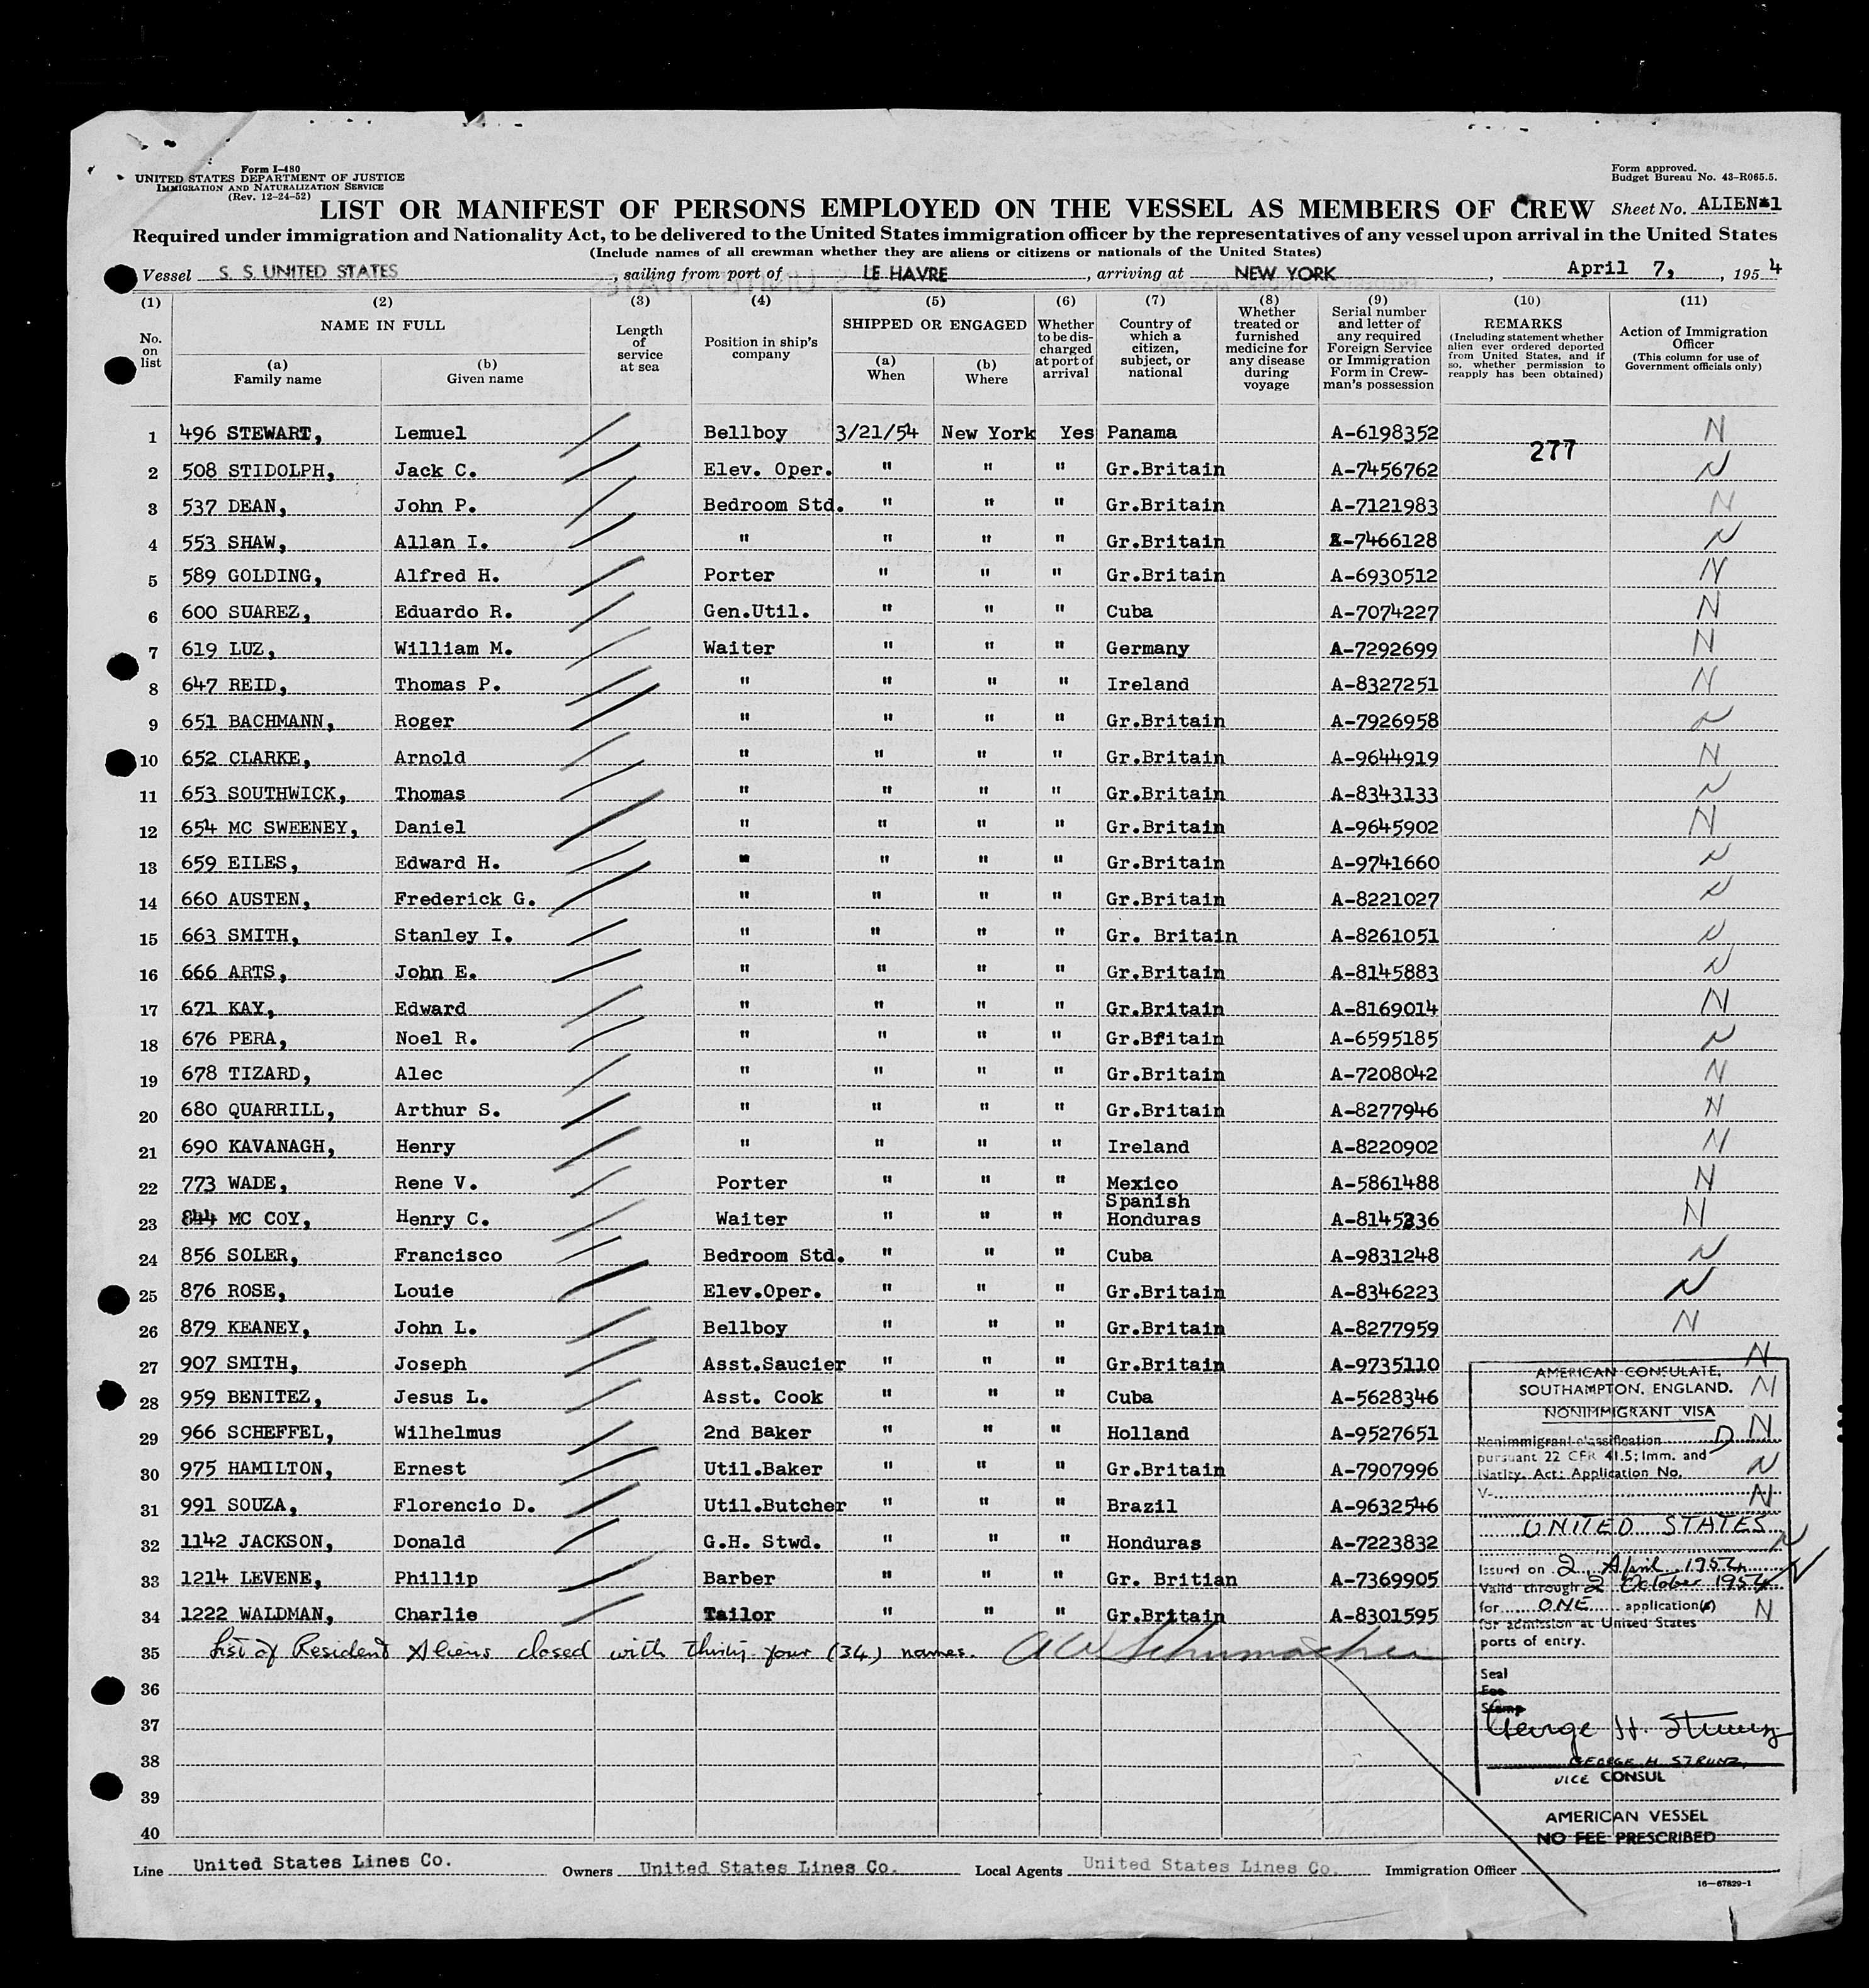 Form I-480
UNITED STATES DEPARTMENT OF JUSTICE
IMMIGRATION AND NATURALIZATION SERVICE
(Rev. 12-24-52)
Form approved.
Budget Bureau No. 43-R065.5.
LIST OR MANIFEST OF PERSONS EMPLOYED ON THE VESSEL AS MEMBERS OF CREW Sheet No. ALIEN#1
Required under immigration and Nationality Act, to be delivered to the United States immigration officer by the representatives of any vessel upon arrival in the United States
(Include names of all crewman whether they are aliens or citizens or nationals of the United States)
Vessel S. S. UNITED STATES, sailing from port of LE HAVRE, arriving at NEW YORK, April 7, 1954
(1) (2) (3) (4) (5) (6) (7) (8) (9) (10) (11)
No. on list
NAME IN FULL
(a) Family name
(b) Given name
Length of service at sea
Position in ship's company
SHIPPED OR ENGAGED
(a) When
(b) Where
Whether to be discharged at port of arrival
Country of which a citizen, subject, or national
Whether treated or furnished medicine for any disease during voyage
Serial number and letter of any required Foreign Service or Immigration Form in Crewman's possession
REMARKS
(Including statement whether alien ever ordered deported from United States, and if so, whether permission to reapply has been obtained)
Action of Immigration Officer
(This column for use of Government officials only)
1 496 STEWART, Lemuel Bellboy 3/21/54 New York Yes Panama A-6198352 N
277
2 508 STIDOLPH, Jack C. Elev. Oper. " " " Gr.Britain A-7456762 N
3 537 DEAN, John P. Bedroom Std. " " " Gr.Britain A-7121983 N
4 553 SHAW, Allan I. " " " " Gr.Britain A-7466128 N
5 589 GOLDING, Alfred H. Porter " " " Gr.Britain A-6930512 N
6 600 SUAREZ, Eduardo R. Gen.Util. " " " Cuba A-7074227 N
7 619 LUZ, William M. Waiter " " " Germany A-7292699 N
8 647 REID, Thomas P. " " " " Ireland A-8327251 N
9 651 BACHMANN, Roger " " " " Gr.Britain A-7926958 N
10 652 CLARKE, Arnold " " " " Gr.Britain A-9644919 N
11 653 SOUTHWICK, Thomas " " " " Gr.Britain A-8343133 N
12 654 MC SWEENEY, Daniel " " " " Gr.Britain A-9645902 N
13 659 EILES, Edward H. " " " " Gr.Britain A-9741660 N
14 660 AUSTEN, Frederick G. " " " " Gr.Britain A-8221027 N
15 663 SMITH, Stanley I. " " " " Gr. Britain A-8261051 N
16 666 ARTS, John E. " " " " Gr.Britain A-8145883 N
17 671 KAY, Edward " " " " Gr.Britain A-8169014 N
18 676 PERA, Noel R. " " " " Gr.Bfitain A-6595185 N
19 678 TIZARD, Alec " " " " Gr.Britain A-7208042 N
20 680 QUARRILL, Arthur S. " " " " Gr.Britain A-8277946 N
21 690 KAVANAGH, Henry " " " " Ireland A-8220902 N
22 773 WADE, Rene V. Porter " " " Mexico A-5861488 N
23 844 MC COY, Henry C. Waiter " " " Spanish Honduras A-8145236 N
24 856 SOLER, Francisco Bedroom Std. " " " Cuba A-9831248 N
25 876 ROSE, Louie Elev.Oper. " " " Gr.Britain A-8346223 N
26 879 KEANEY, John L. Bellboy " " " Gr.Britain A-8277959 N
27 907 SMITH, Joseph Asst.Saucier " " " Gr.Britain A-9735110 N
28 959 BENITEZ, Jesus L. Asst. Cook " " " Cuba A-5628346 N
29 966 SCHEFFEL, Wilhelmus 2nd Baker " " " Holland A-9527651 N
30 975 HAMILTON, Ernest Util.Baker " " " Gr.Britain A-7907996 N
31 991 SOUZA, Florencio D. Util.Butcher " " " Brazil A-9632546 N
32 1142 JACKSON, Donald G.H. Stwd. " " " Honduras A-7223832 N
33 1214 LEVENE, Phillip Barber " " " Gr. Britian A-7369905 N
34 1222 WALDMAN, Charlie Tailor " " " Gr.Britain A-8301595 N
35 List of Resident Aliens closed with thirty-four (34) names. A W Schumacher
36
37
38
39
40
AMERICAN CONSULATE,
SOUTHAMPTON, ENGLAND.
NONIMMIGRANT VISA
Nonimmigrant classification D
pursuant 22 CFR 41.5; Imm. and
Natity. Act: Application No.
V-
UNITED STATES
Issued on 2 April 1954
Valid through 2 October 1954
for ONE application(s)
for admission at United States
ports of entry.
Seal
Fee
Stamp
George H. Strunz
GEORGE H STRUNZ,
VICE CONSUL
AMERICAN VESSEL
NO FEE PRESCRIBED
Line United States Lines Co. Owners United States Lines Co. Local Agents United States Lines Co. Immigration Officer
16-67829-1